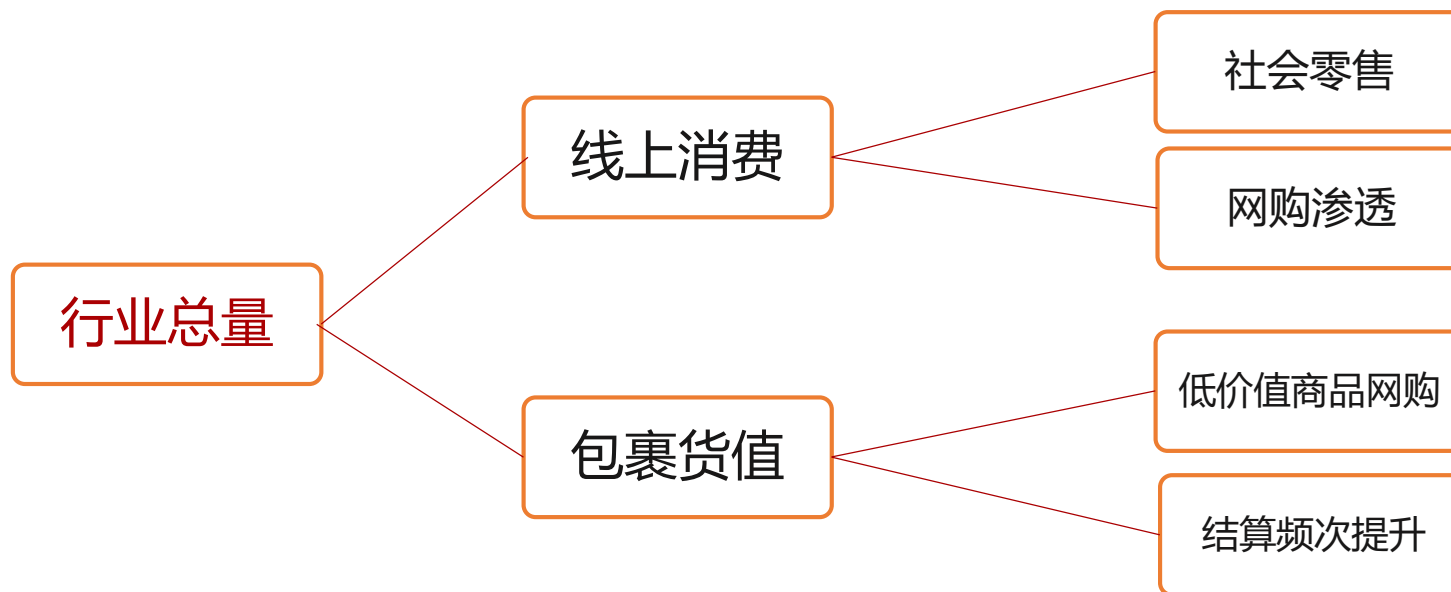 社会零售
线上消费
网购渗透
行业总量
低价值商品网购
包裹货值
结算频次提升